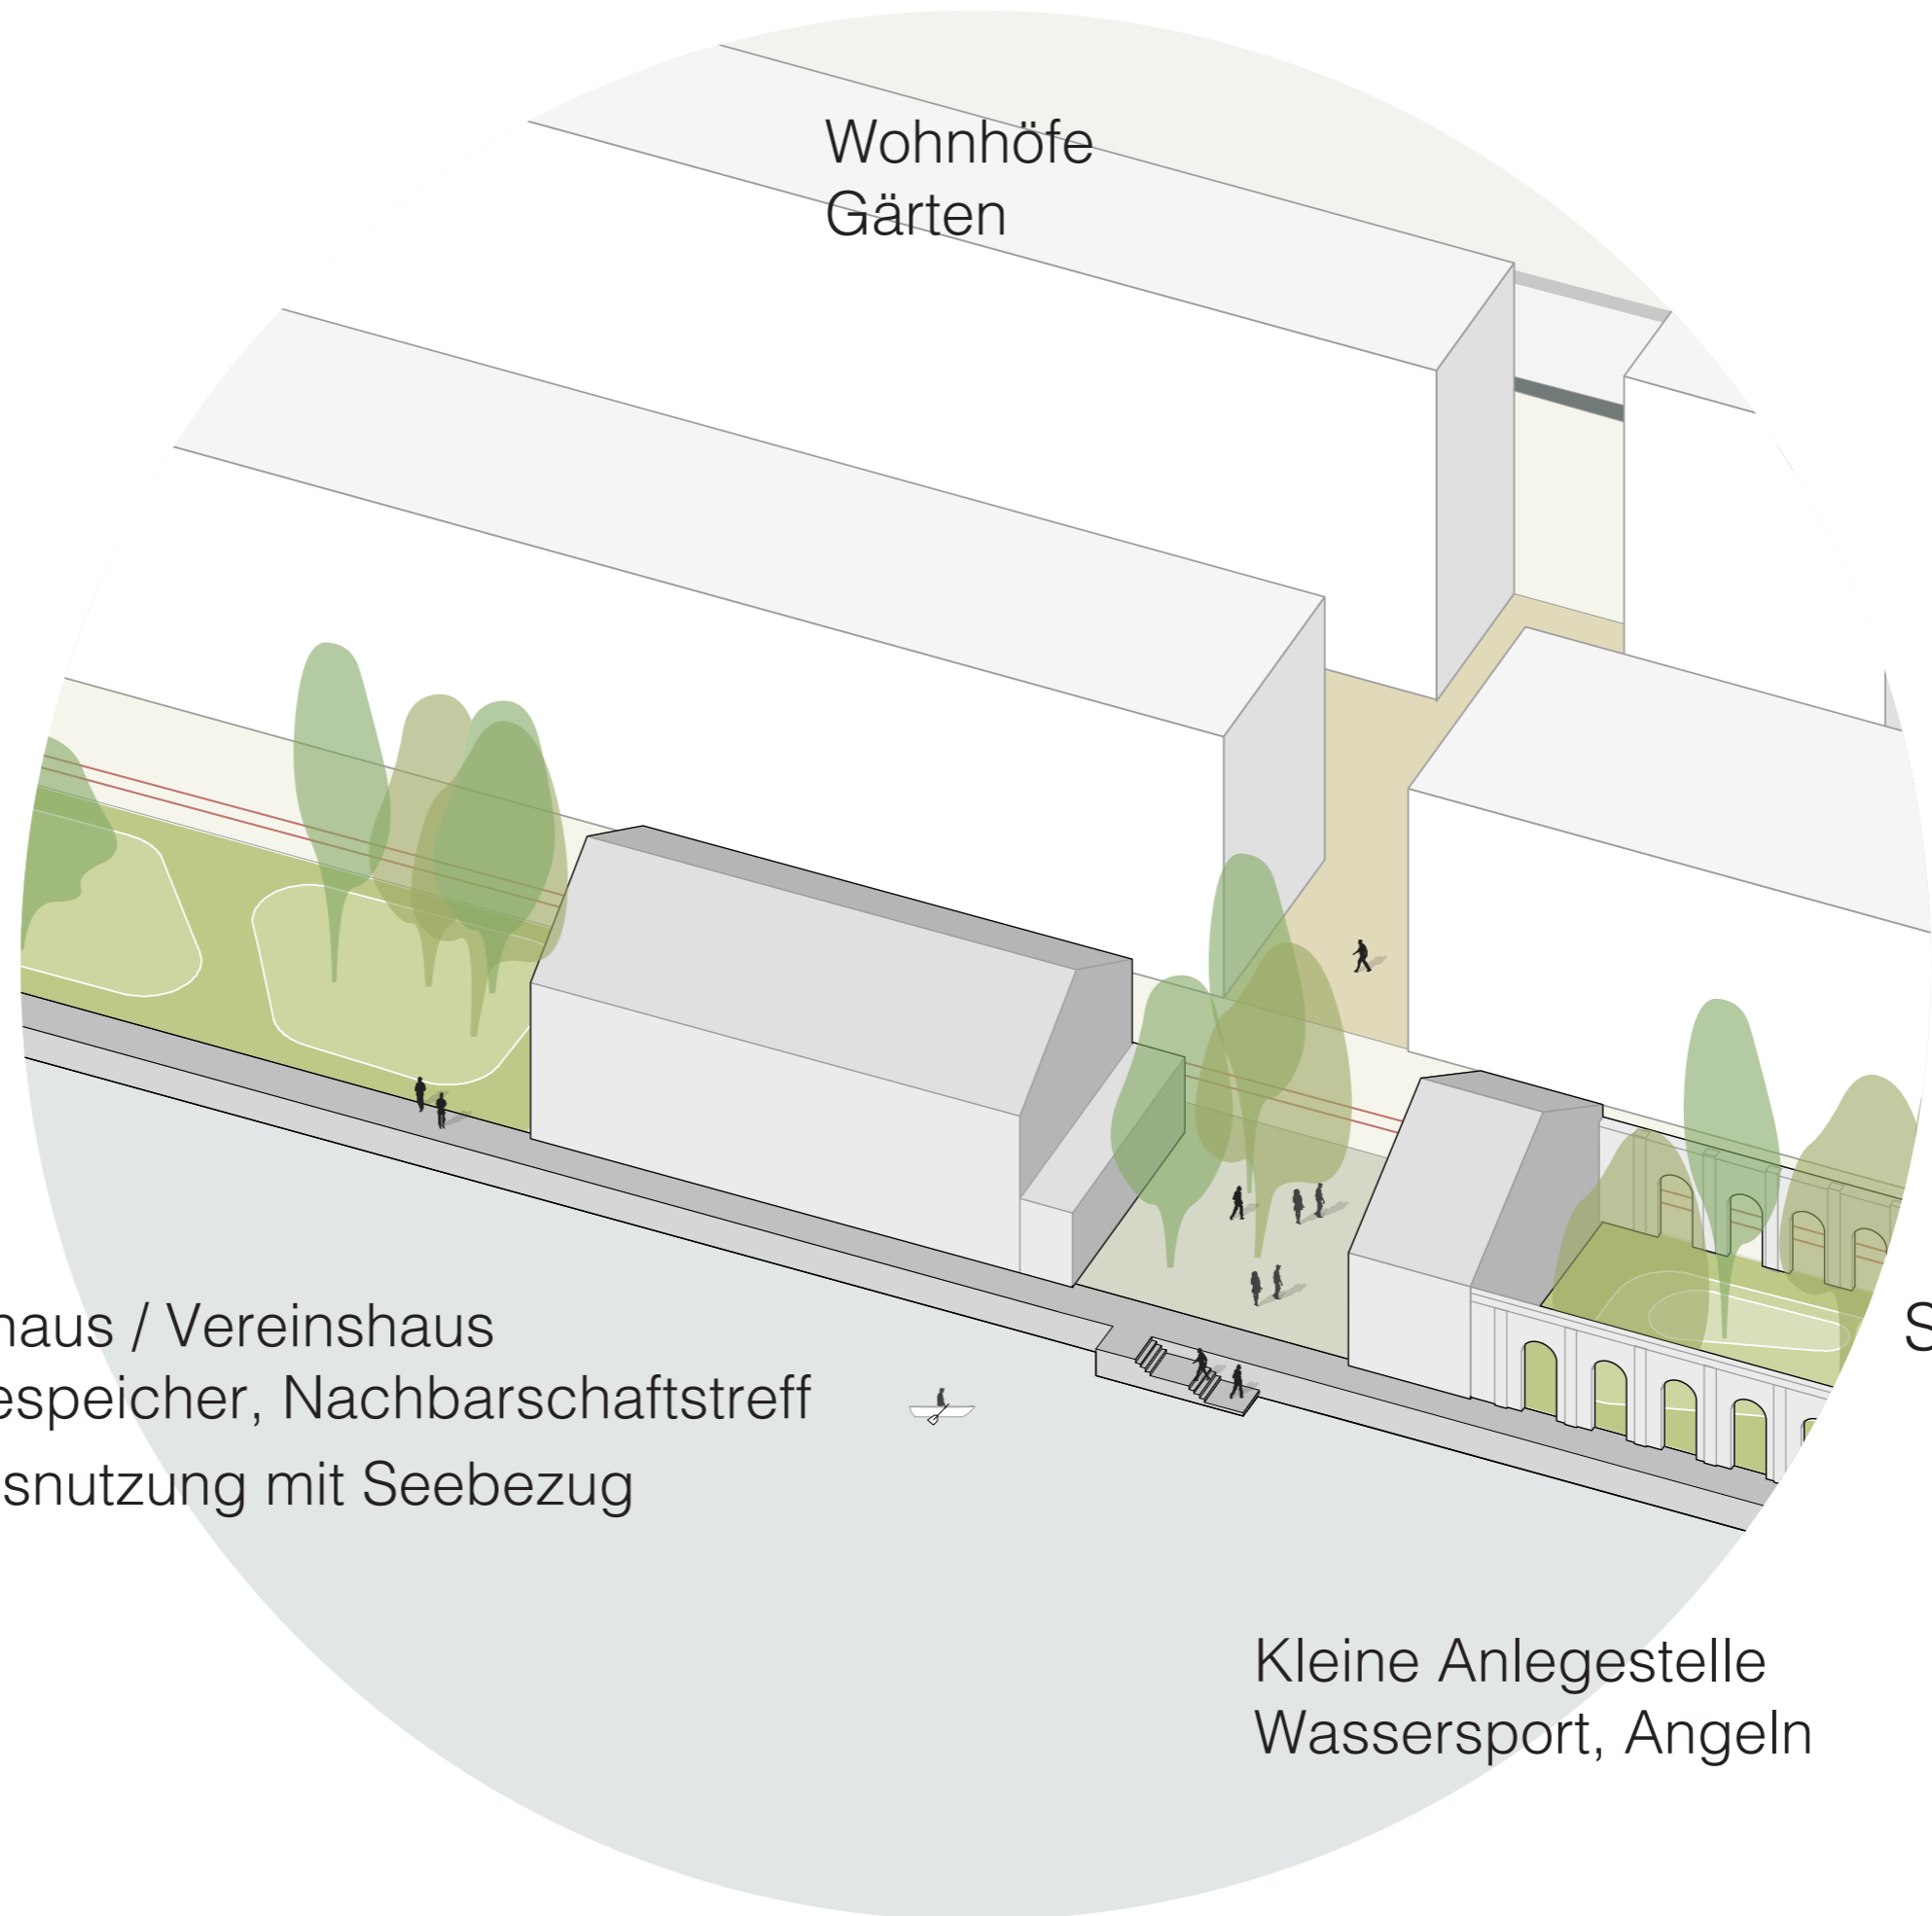 Wohnhöfe
Gärten
haus / Vereinshaus
espeicher, Nachbarschaftstreff
snutzung mit Seebezug
S
Kleine Anlegestelle
Wassersport, Angeln